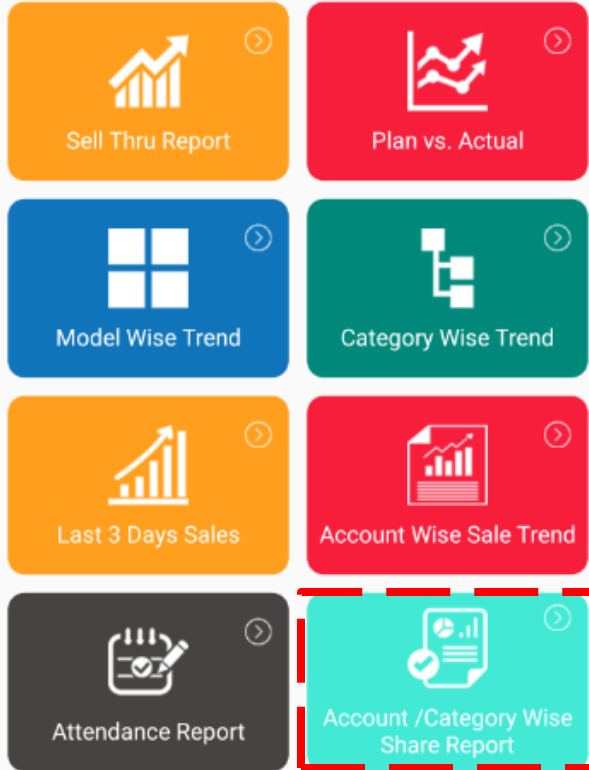 Sell Thru Report
Plan vs. Actual
Model Wise Trend
Category Wise Trend
Last 3 Days Sales
Account Wise Sale Trend
Attendance Report
Account /Category Wise
Share Report